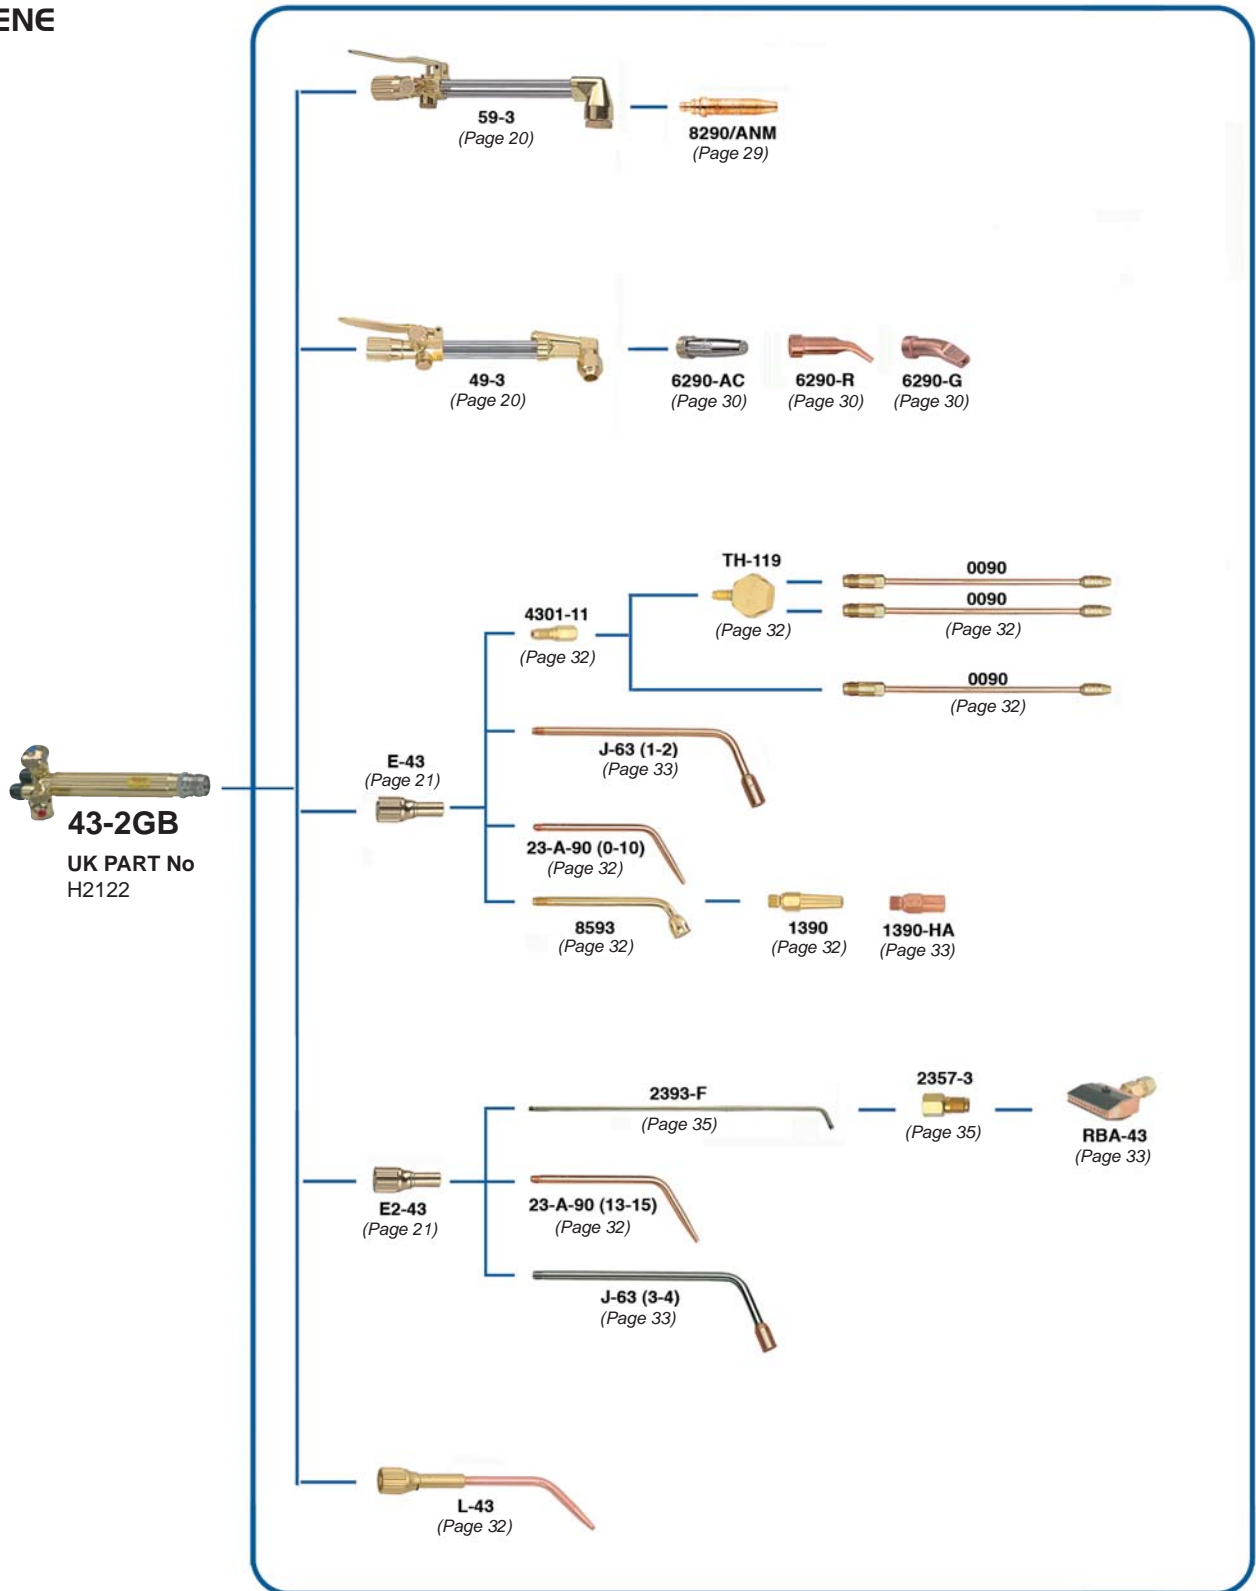 ENE
59-3
(Page 20)
8290/ANM
(Page 29)
49-3
(Page 20)
6290-AC
(Page 30)
6290-R
(Page 30)
6290-G
(Page 30)
TH-119
(Page 32)
0090
0090
(Page 32)
4301-11
(Page 32)
0090
(Page 32)
E-43
(Page 21)
J-63 (1-2)
(Page 33)
23-A-90 (0-10)
(Page 32)
8593
(Page 32)
1390
(Page 32)
1390-HA
(Page 33)
43-2GB
UK PART No
H2122
2393-F
(Page 35)
2357-3
(Page 35)
RBA-43
(Page 33)
E2-43
(Page 21)
23-A-90 (13-15)
(Page 32)
J-63 (3-4)
(Page 33)
L-43
(Page 32)